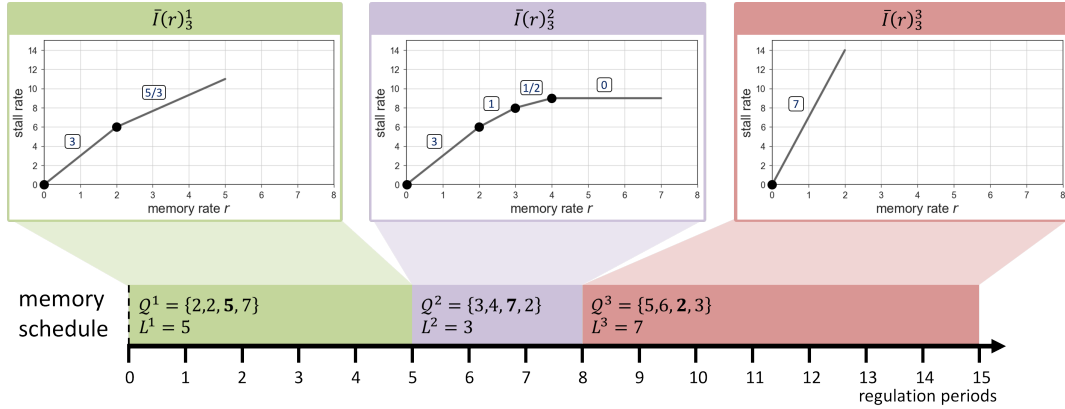 Ī(r)₃¹
14
12
10
8
6
4
2
0
stall rate
3
5/3
0 1 2 3 4 5 6 7 8
memory rate r
Ī(r)₃²
14
12
10
8
6
4
2
0
stall rate
3
1
1/2
0
0 1 2 3 4 5 6 7 8
memory rate r
Ī(r)₃³
14
12
10
8
6
4
2
0
stall rate
7
0 1 2 3 4 5 6 7 8
memory rate r
memory
schedule
Q¹ = {2,2, 5, 7}
L¹ = 5
Q² = {3,4, 7, 2}
L² = 3
Q³ = {5,6, 2, 3}
L³ = 7
0 1 2 3 4 5 6 7 8 9 10 11 12 13 14 15
regulation periods